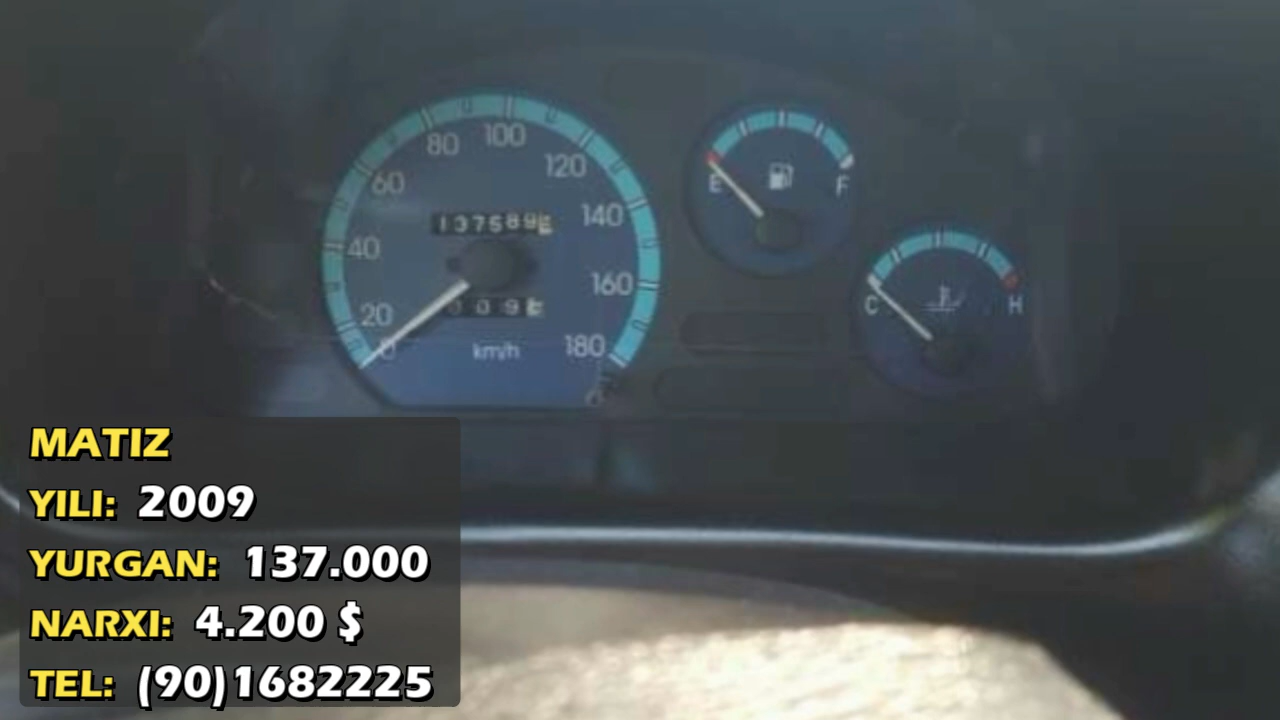 80 100
60 120
137589
140
40
160
20
0
km/h 180
E F
C H
MATIZ
YILI: 2009
YURGAN: 137.000
NARXI: 4.200 $
TEL: (90)1682225